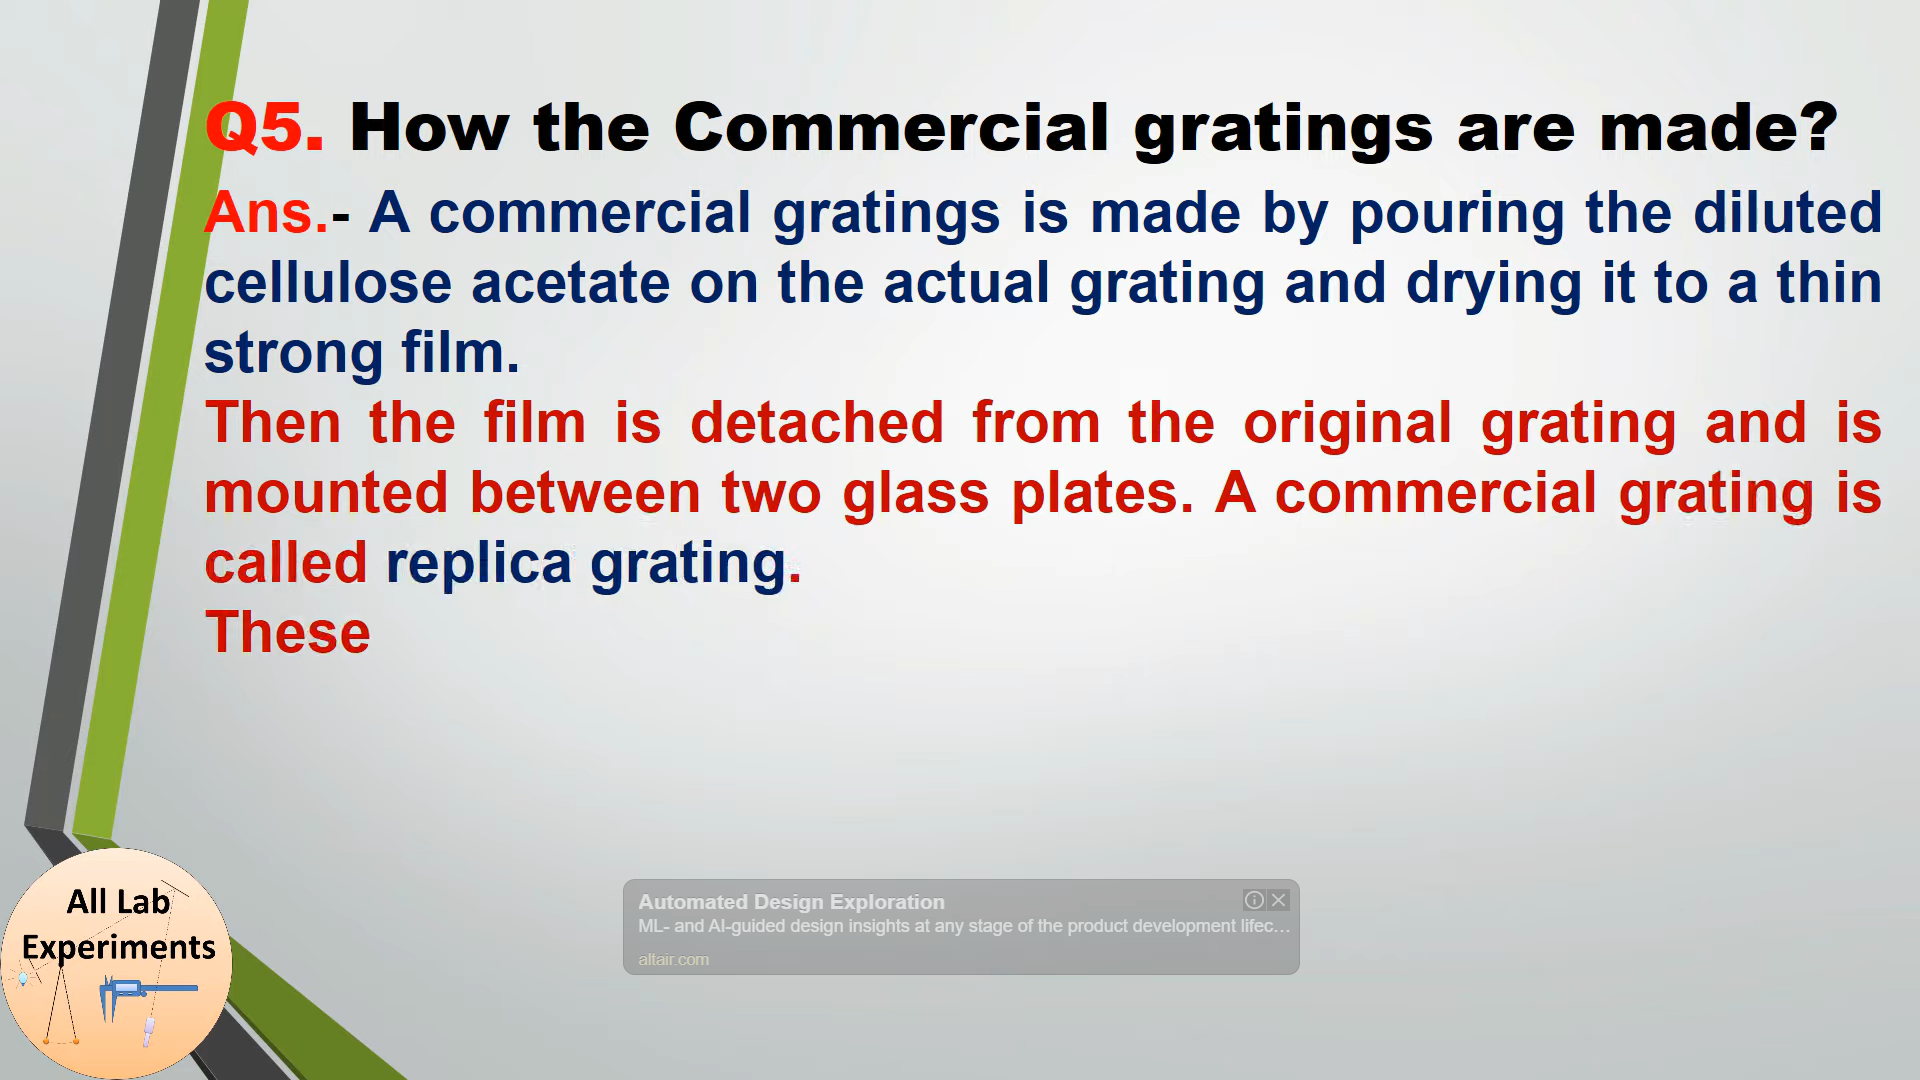 Q5. How the Commercial gratings are made?
Ans.- A commercial gratings is made by pouring the diluted
cellulose acetate on the actual grating and drying it to a thin
strong film.
Then the film is detached from the original grating and is
mounted between two glass plates. A commercial grating is
called replica grating.
These
All Lab
Experiments
Automated Design Exploration
ML- and AI-guided design insights at any stage of the product development lifec...
altair.com